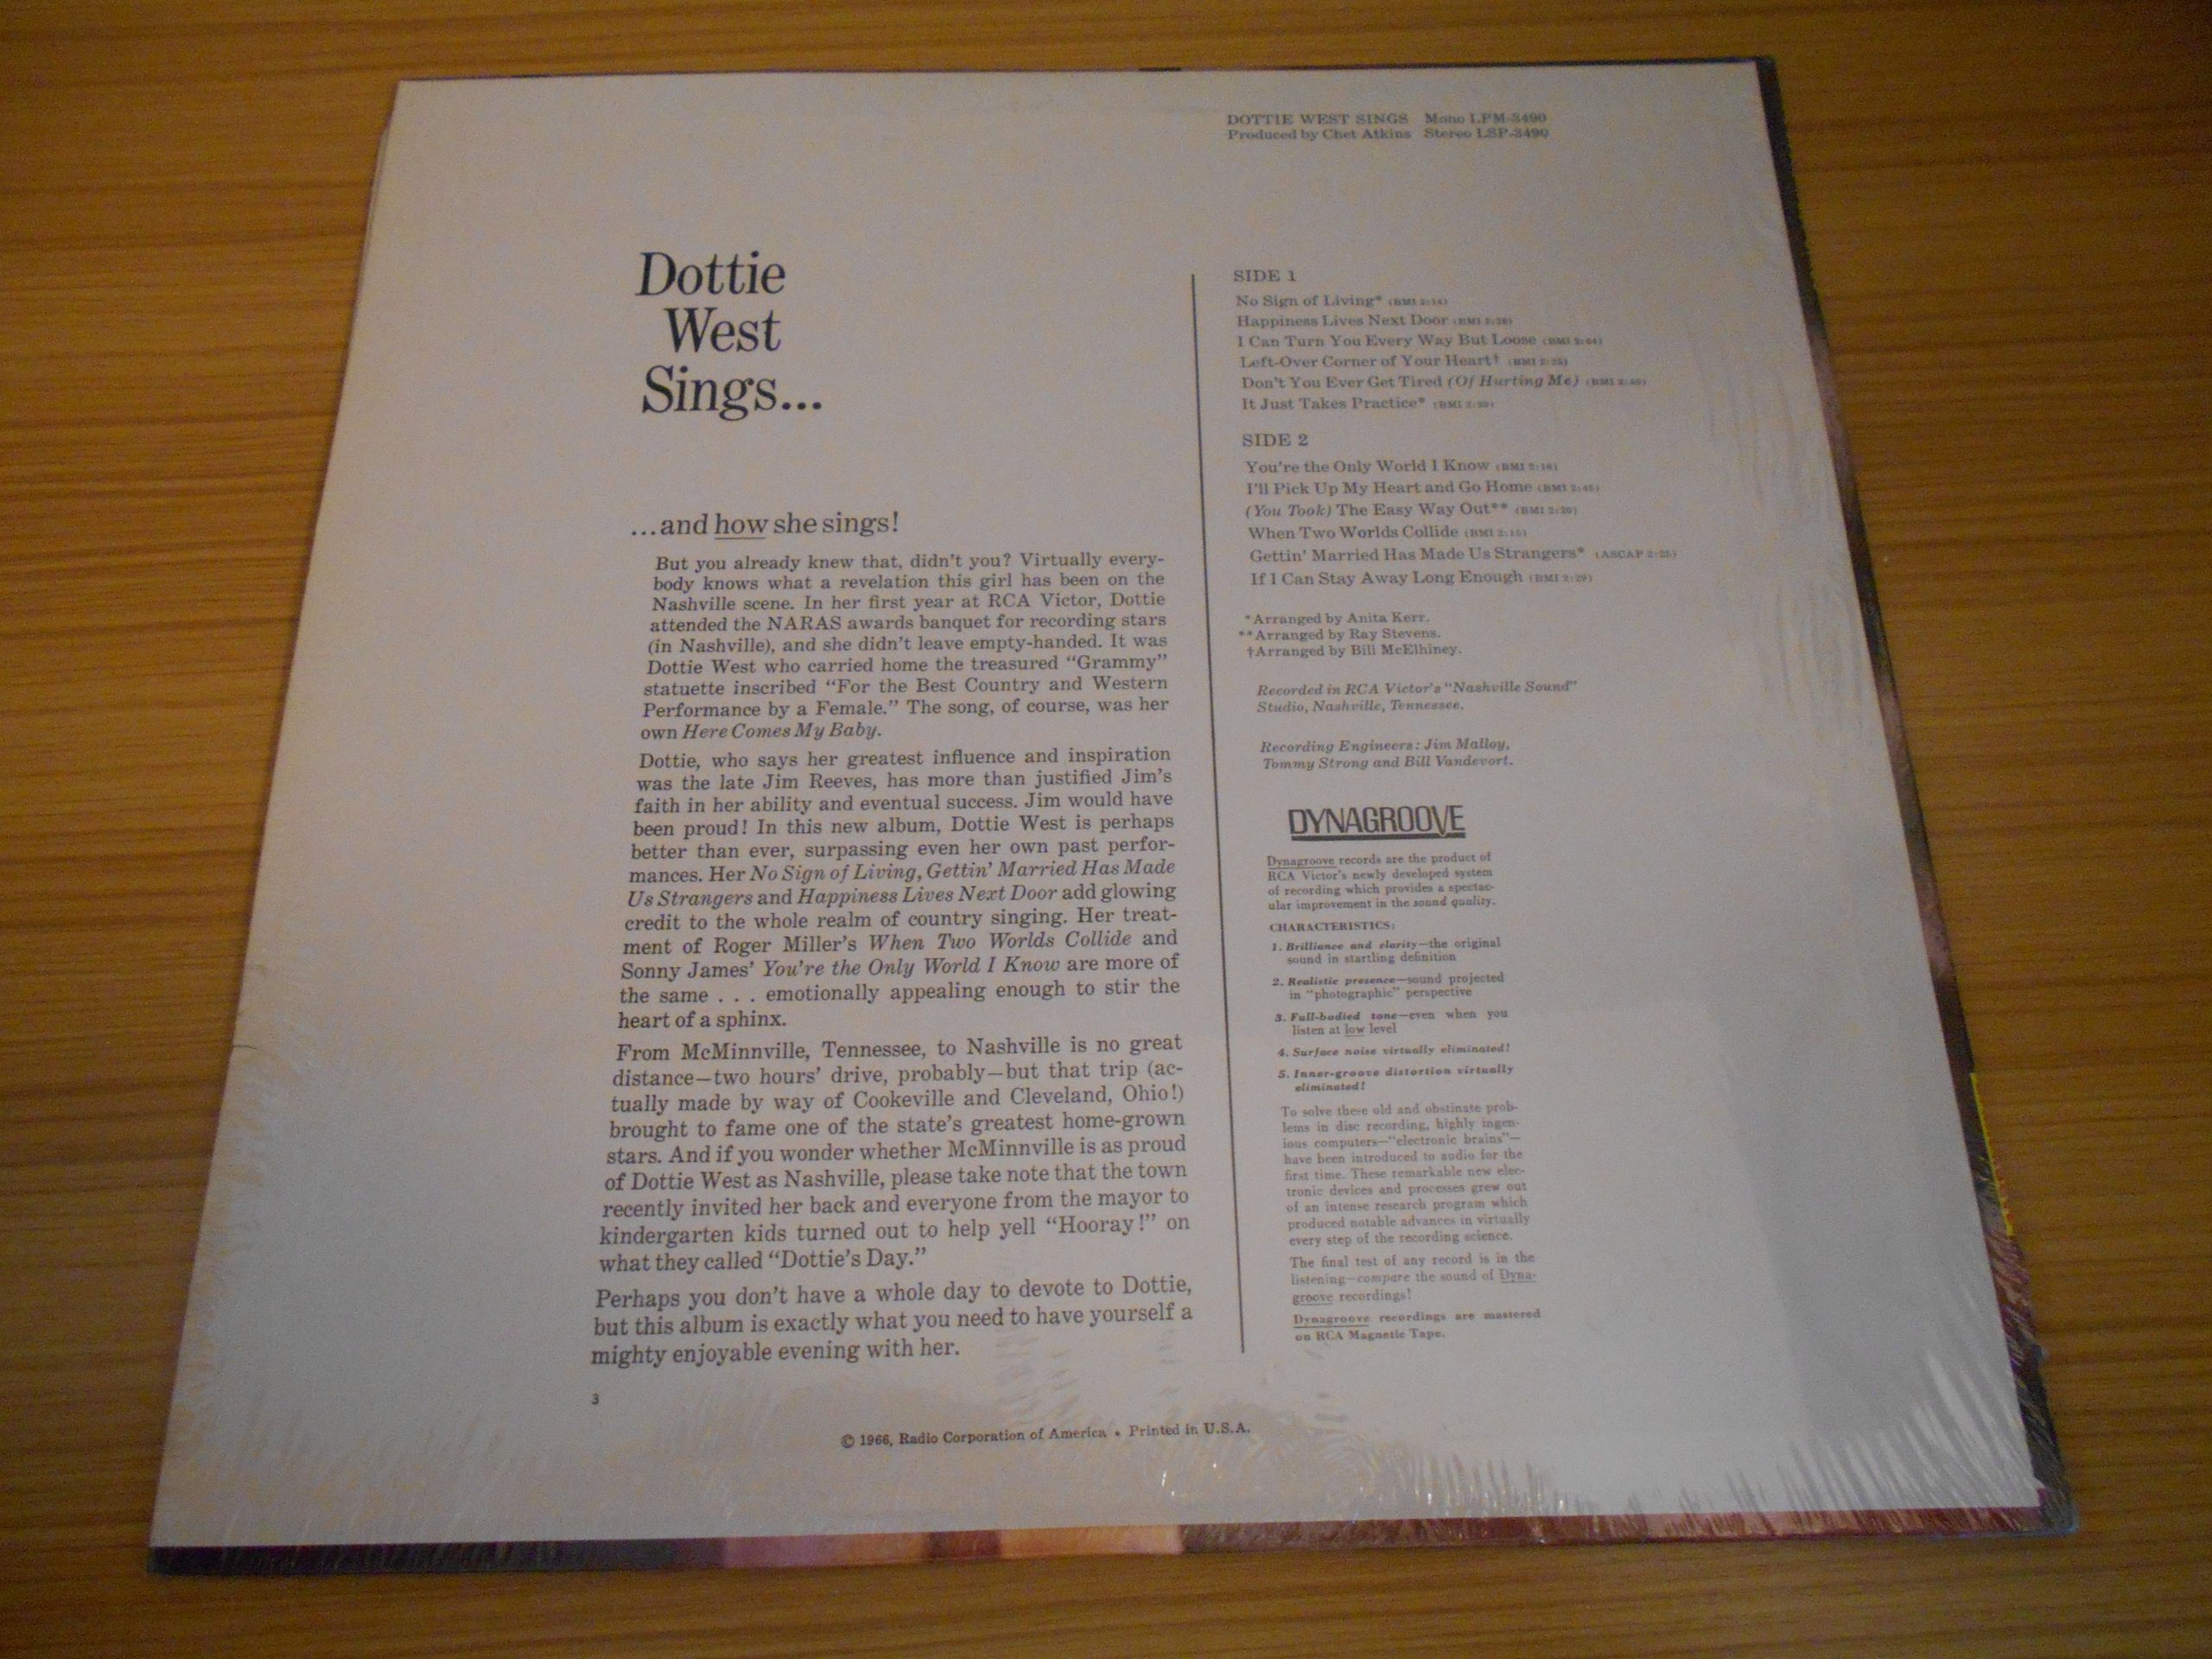 DOTTIE WEST SINGS Mono LPM-3490
Produced by Chet Atkins Stereo LSP-3490
Dottie
West
Sings...
...and how she sings!
But you already knew that, didn't you? Virtually every-
body knows what a revelation this girl has been on the
Nashville scene. In her first year at RCA Victor, Dottie
attended the NARAS awards banquet for recording stars
(in Nashville), and she didn't leave empty-handed. It was
Dottie West who carried home the treasured “Grammy”
statuette inscribed “For the Best Country and Western
Performance by a Female.” The song, of course, was her
own Here Comes My Baby.
Dottie, who says her greatest influence and inspiration
was the late Jim Reeves, has more than justified Jim's
faith in her ability and eventual success. Jim would have
been proud! In this new album, Dottie West is perhaps
better than ever, surpassing even her own past perfor-
mances. Her No Sign of Living, Gettin' Married Has Made
Us Strangers and Happiness Lives Next Door add glowing
credit to the whole realm of country singing. Her treat-
ment of Roger Miller's When Two Worlds Collide and
Sonny James' You're the Only World I Know are more of
the same . . . emotionally appealing enough to stir the
heart of a sphinx.
From McMinnville, Tennessee, to Nashville is no great
distance—two hours' drive, probably—but that trip (ac-
tually made by way of Cookeville and Cleveland, Ohio!)
brought to fame one of the state's greatest home-grown
stars. And if you wonder whether McMinnville is as proud
of Dottie West as Nashville, please take note that the town
recently invited her back and everyone from the mayor to
kindergarten kids turned out to help yell “Hooray!” on
what they called “Dottie's Day.”
Perhaps you don't have a whole day to devote to Dottie,
but this album is exactly what you need to have yourself a
mighty enjoyable evening with her.
3
SIDE 1
No Sign of Living* (BMI
Happiness Lives Next Door (BMI
I Can Turn You Every Way But Loose (BMI
Left-Over Corner of Your Heart† (BMI
Don't You Ever Get Tired (Of Hurting Me) (BMI
It Just Takes Practice* (BMI
SIDE 2
You're the Only World I Know (BMI
I'll Pick Up My Heart and Go Home (BMI 2:45)
(You Took) The Easy Way Out** (BMI
When Two Worlds Collide (BMI 2:15)
Gettin' Married Has Made Us Strangers* (ASCAP
If I Can Stay Away Long Enough (BMI 2:29)
*Arranged by Anita Kerr.
**Arranged by Ray Stevens.
†Arranged by Bill McElhiney.
Recorded in RCA Victor's “Nashville Sound”
Studio, Nashville, Tennessee.
Recording Engineers: Jim Malloy,
Tommy Strong and Bill Vandevort.
DYNAGROOVE
Dynagroove records are the product of
RCA Victor's newly developed system
of recording which provides a spectac-
ular improvement in the sound quality.
CHARACTERISTICS:
1. Brilliance and clarity—the original
sound in startling definition
2. Realistic presence—sound projected
in “photographic” perspective
3. Full-bodied tone—even when you
listen at low level
4. Surface noise virtually eliminated!
5. Inner-groove distortion virtually
eliminated!
To solve these old and obstinate prob-
lems in disc recording, highly ingen-
ious computers—“electronic brains”—
have been introduced to audio for the
first time. These remarkable new elec-
tronic devices and processes grew out
of an intense research program which
produced notable advances in virtually
every step of the recording science.
The final test of any record is in the
listening—compare the sound of Dyna-
groove recordings!
Dynagroove recordings are mastered
on RCA Magnetic Tape.
© 1966, Radio Corporation of America • Printed in U.S.A.